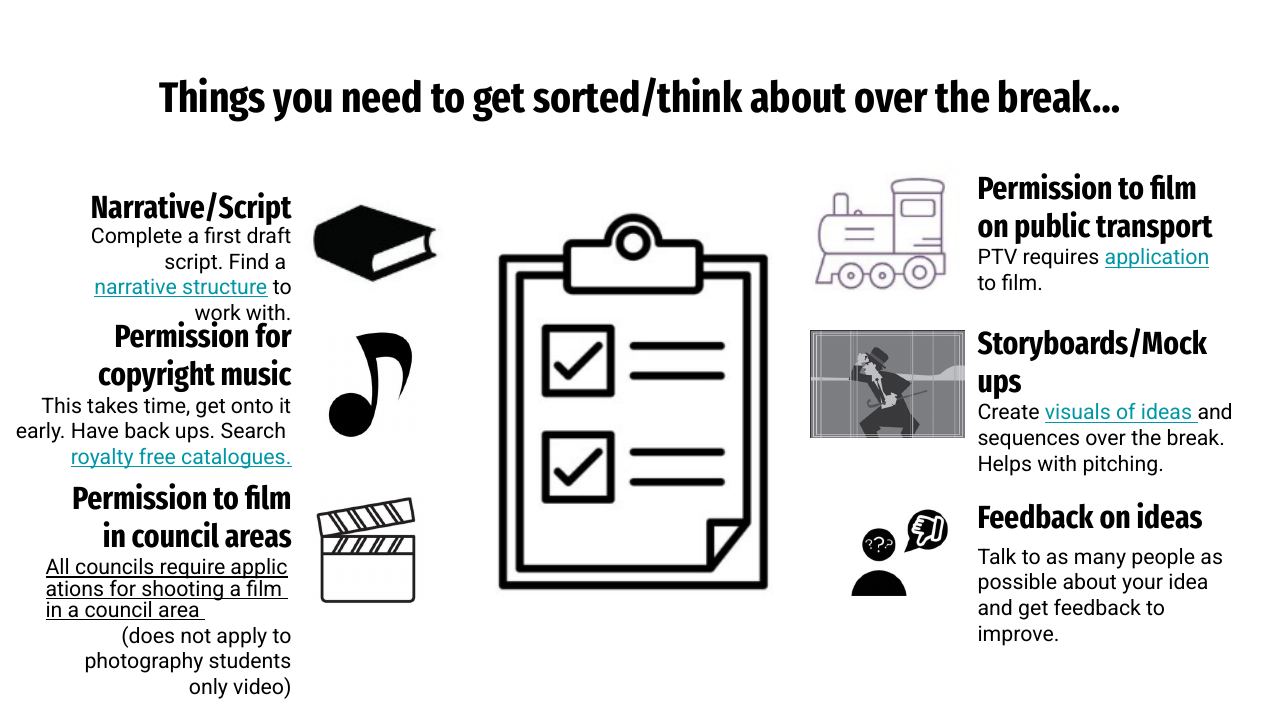 Things you need to get sorted/think about over the break...
Narrative/Script
Complete a first draft
script. Find a
narrative structure to
work with.
Permission for
copyright music
This takes time, get onto it
early. Have back ups. Search
royalty free catalogues.
Permission to film
in council areas
All councils require applic
ations for shooting a film
in a council area
(does not apply to
photography students
only video)
Permission to film
on public transport
PTV requires application
to film.
Storyboards/Mock
ups
Create visuals of ideas and
sequences over the break.
Helps with pitching.
???
Feedback on ideas
Talk to as many people as
possible about your idea
and get feedback to
improve.